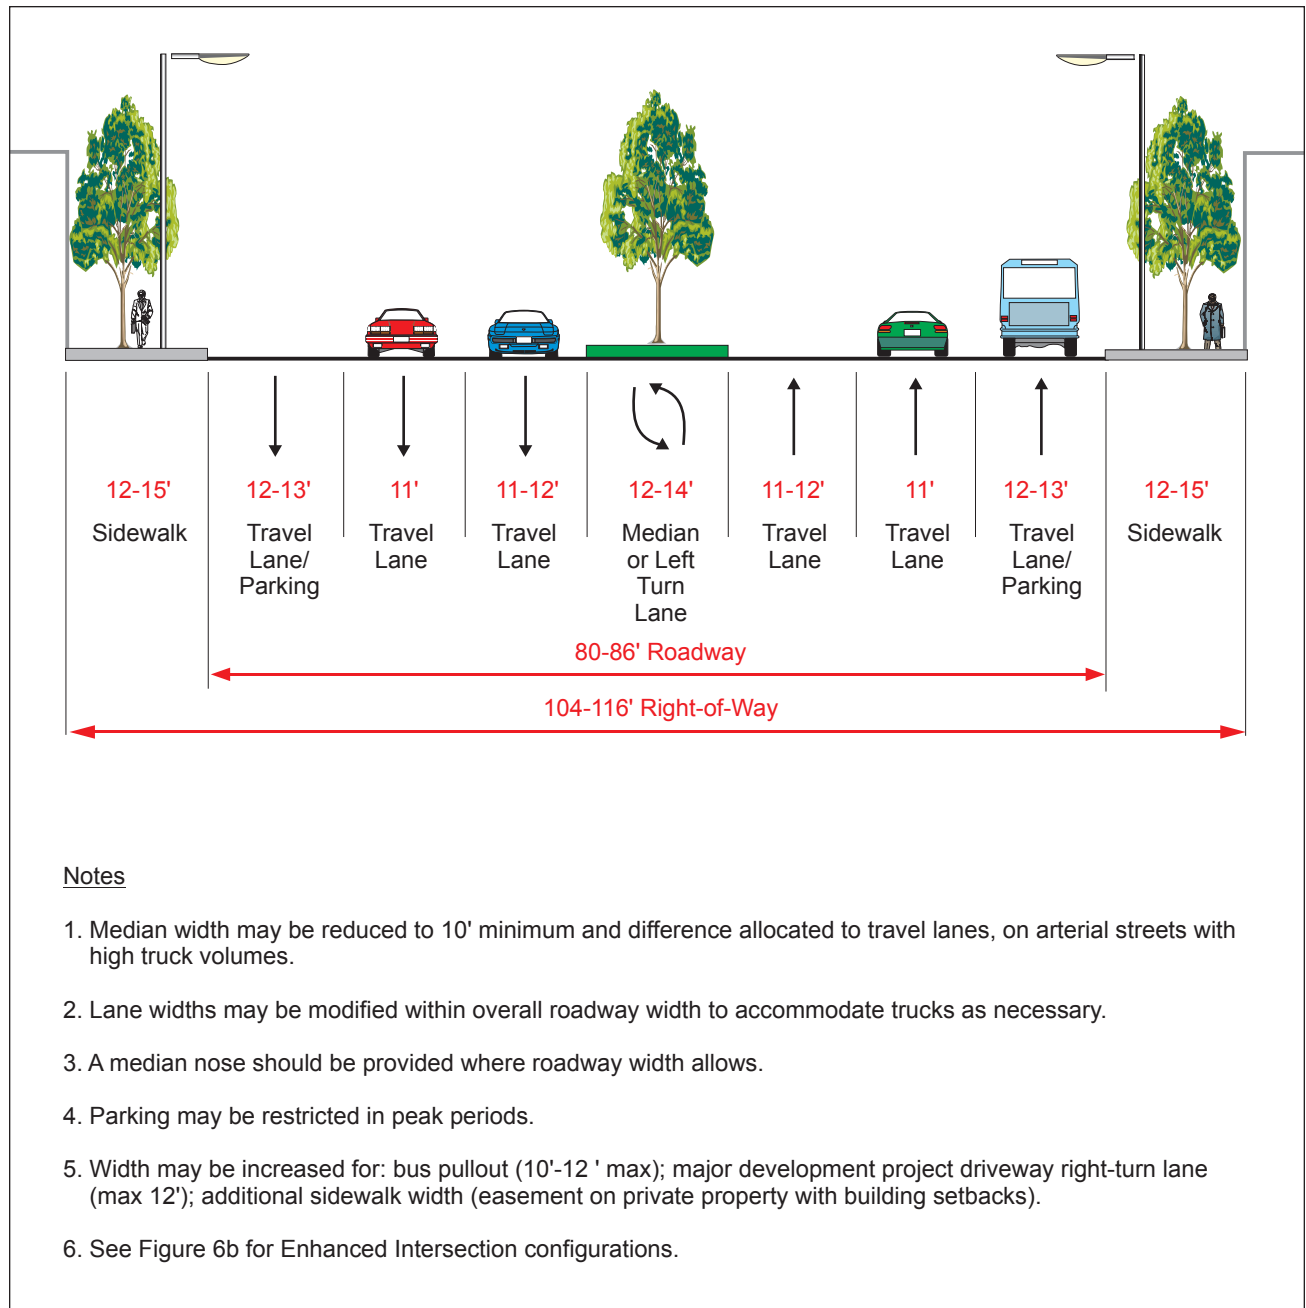 12-15' 12-13' 11' 11-12' 12-14' 11-12' 11' 12-13' 12-15'
Sidewalk Travel Travel Travel Median Travel Travel Travel Sidewalk
Lane/ Lane Lane or Left Lane Lane Lane/
Parking Turn Parking
Lane
80-86' Roadway
104-116' Right-of-Way
Notes
1. Median width may be reduced to 10' minimum and difference allocated to travel lanes, on arterial streets with
high truck volumes.
2. Lane widths may be modified within overall roadway width to accommodate trucks as necessary.
3. A median nose should be provided where roadway width allows.
4. Parking may be restricted in peak periods.
5. Width may be increased for: bus pullout (10'-12 ' max); major development project driveway right-turn lane
(max 12'); additional sidewalk width (easement on private property with building setbacks).
6. See Figure 6b for Enhanced Intersection configurations.